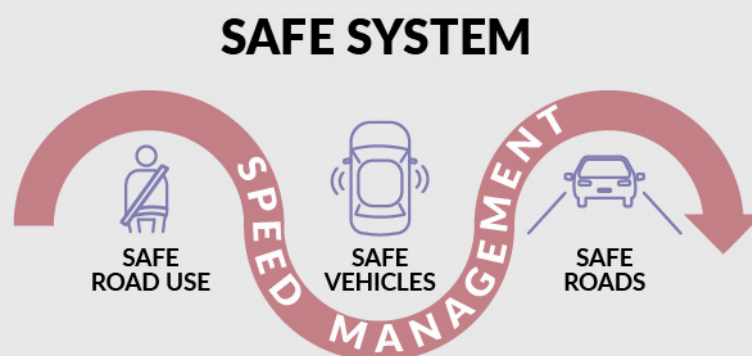 SAFE SYSTEM
SAFE
ROAD USE
SPEED MANAGEMENT
SAFE
VEHICLES
SAFE
ROADS